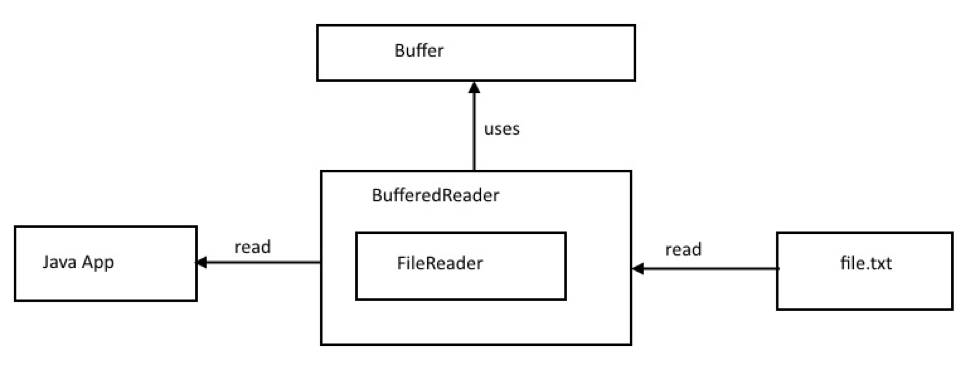 Buffer
uses
BufferedReader
Java App
read
FileReader
read
file.txt